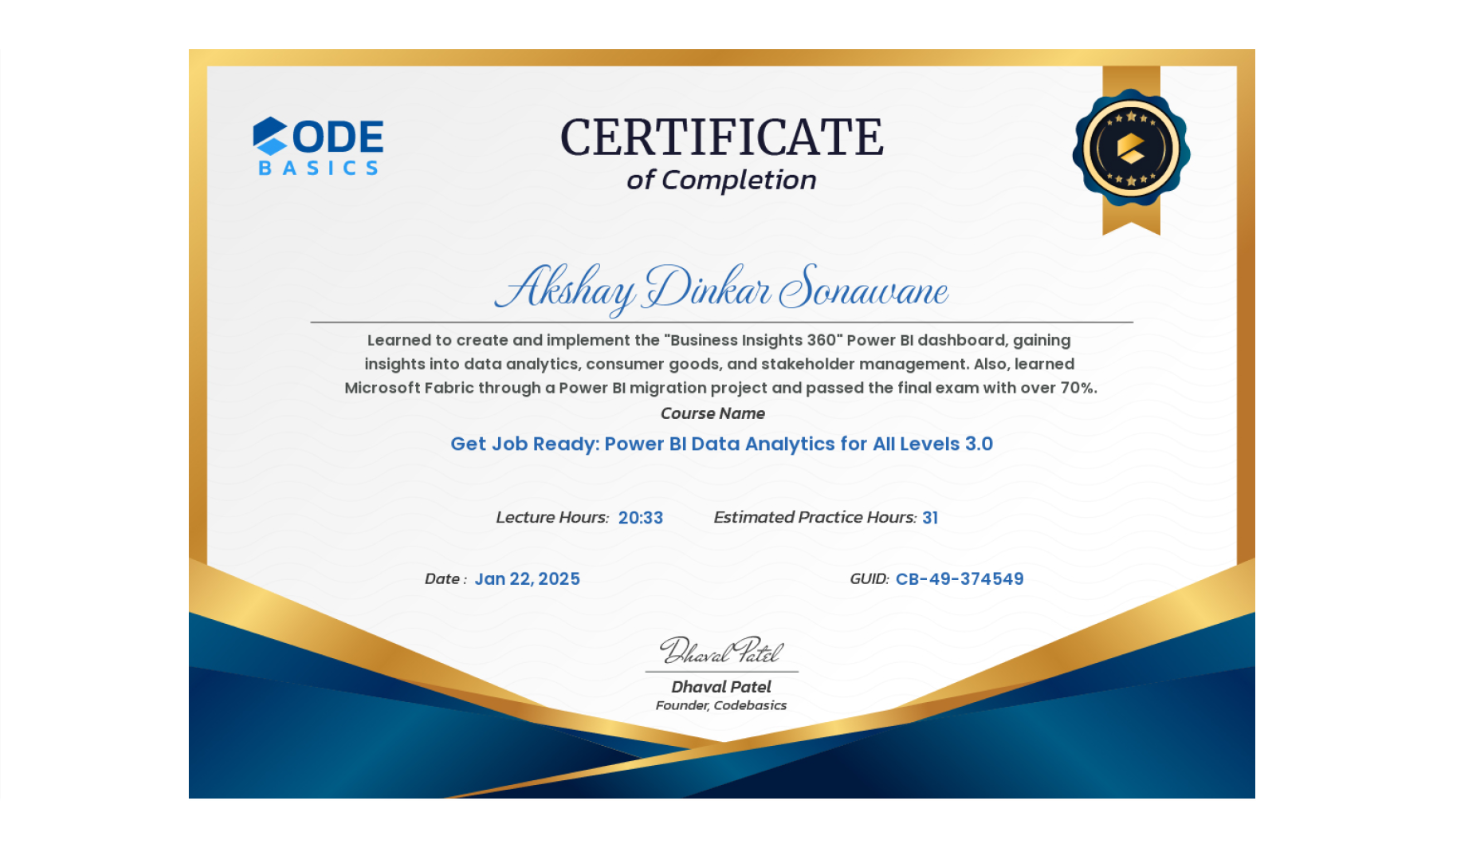 CODE
BASICS
CERTIFICATE
of Completion
Akshay Dinkar Sonawane
Learned to create and implement the "Business Insights 360" Power BI dashboard, gaining
insights into data analytics, consumer goods, and stakeholder management. Also, learned
Microsoft Fabric through a Power BI migration project and passed the final exam with over 70%.
Course Name
Get Job Ready: Power BI Data Analytics for All Levels 3.0
Lecture Hours: 20:33 Estimated Practice Hours: 31
Date : Jan 22, 2025 GUID: CB-49-374549
Dhaval Patel
Dhaval Patel
Founder, Codebasics